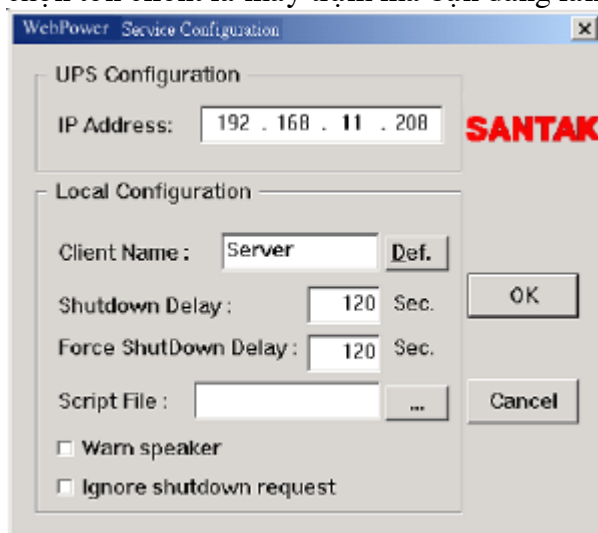 WebPower Service Configuration
UPS Configuration
IP Address: 192 . 168 . 11 . 208
SANTAK
Local Configuration
Client Name : Server Def.
Shutdown Delay : 120 Sec.
OK
Force ShutDown Delay : 120 Sec.
Script File : ...
Cancel
Warn speaker
Ignore shutdown request